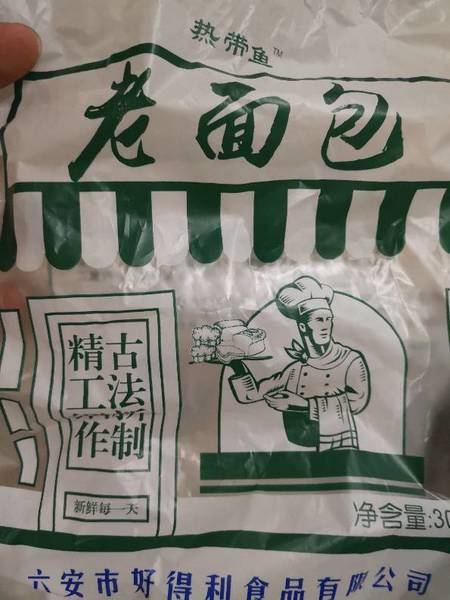 热带鱼™
老面包
精古
工法
作制
新鲜每一天
净含量:30
六安市好得利食品有限公司